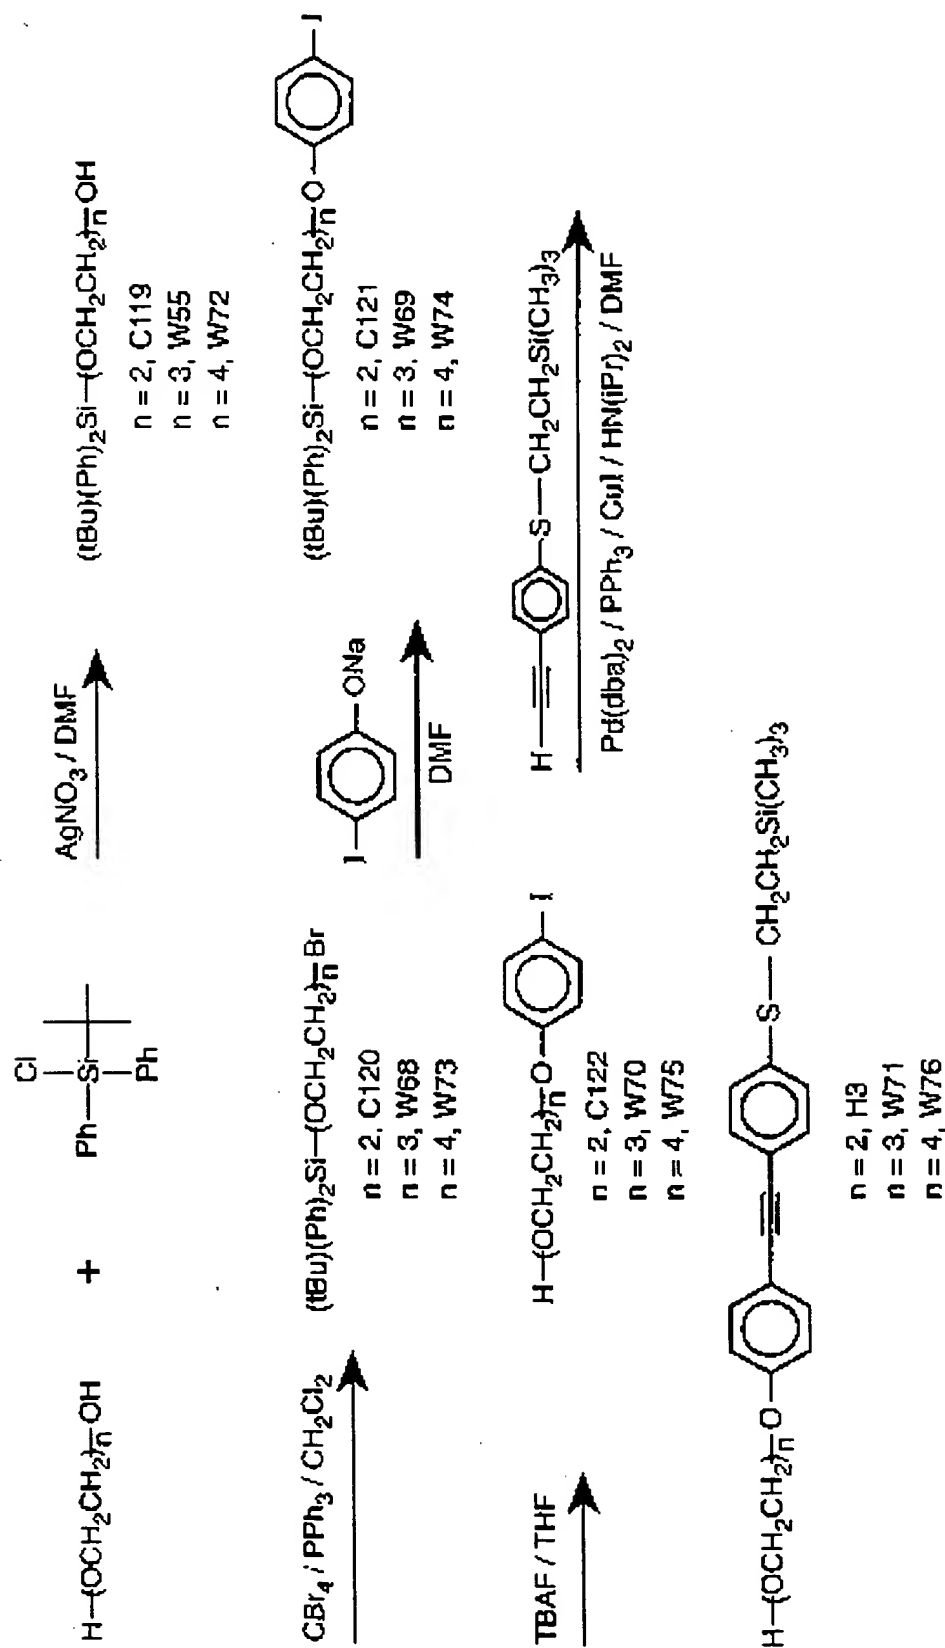 H-(OCH2CH2)n-OH + Ph-Si-Ph Cl AgNO3 / DMF (tBu)(Ph)2Si-(OCH2CH2)n-OH
n = 2, C119
n = 3, W55
n = 4, W72
CBr4 / PPh3 / CH2Cl2 (tBu)(Ph)2Si-(OCH2CH2)n-Br I ONa DMF (tBu)(Ph)2Si-(OCH2CH2)n-O I
n = 2, C120
n = 3, W68
n = 4, W73
n = 2, C121
n = 3, W69
n = 4, W74
TBAF / THF H-(OCH2CH2)n-O I H S-CH2CH2Si(CH3)3
n = 2, C122
n = 3, W70
n = 4, W75
Pd(dba)2 / PPh3 / CuI / HN(iPr)2 / DMF
H-(OCH2CH2)n-O S-CH2CH2Si(CH3)3
n = 2, H3
n = 3, W71
n = 4, W76